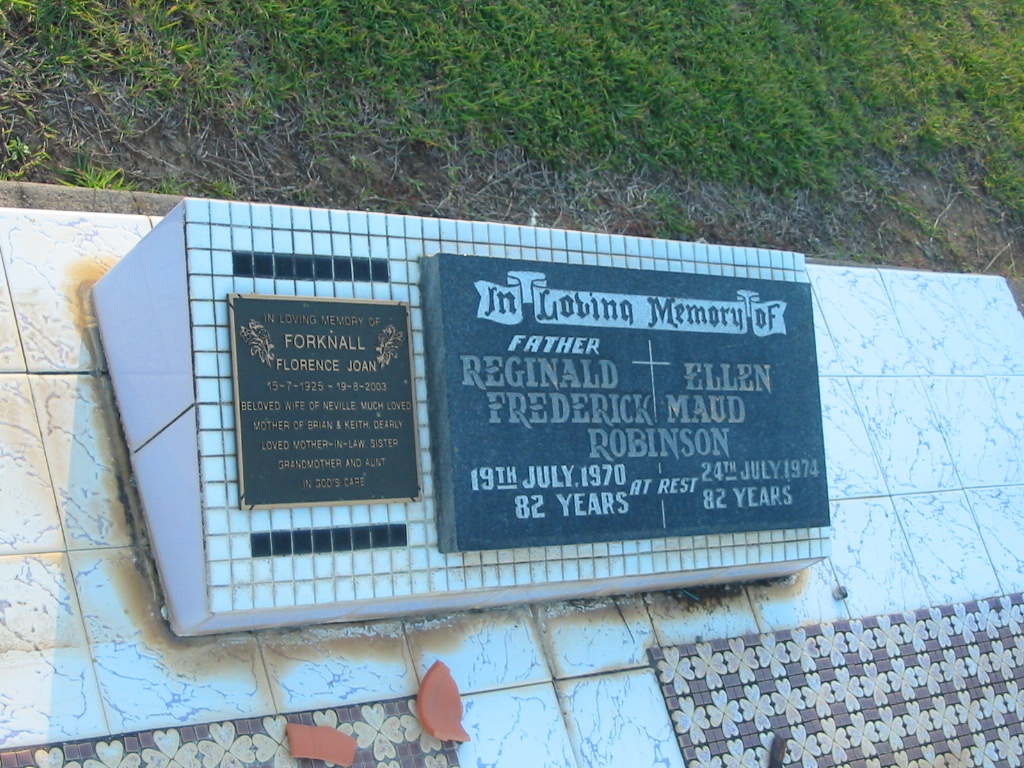 IN LOVING MEMORY OF
FORKNALL
FLORENCE JOAN
15-7-1925 - 19-8-2003
BELOVED WIFE OF NEVILLE, MUCH LOVED
MOTHER OF BRIAN & KEITH, DEARLY
LOVED MOTHER-IN-LAW, SISTER
GRANDMOTHER AND AUNT
IN GOD'S CARE
In Loving Memory of
FATHER
REGINALD ELLEN
FREDERICK MAUD
ROBINSON
19TH JULY, 1970 24TH JULY, 1974
82 YEARS AT REST 82 YEARS